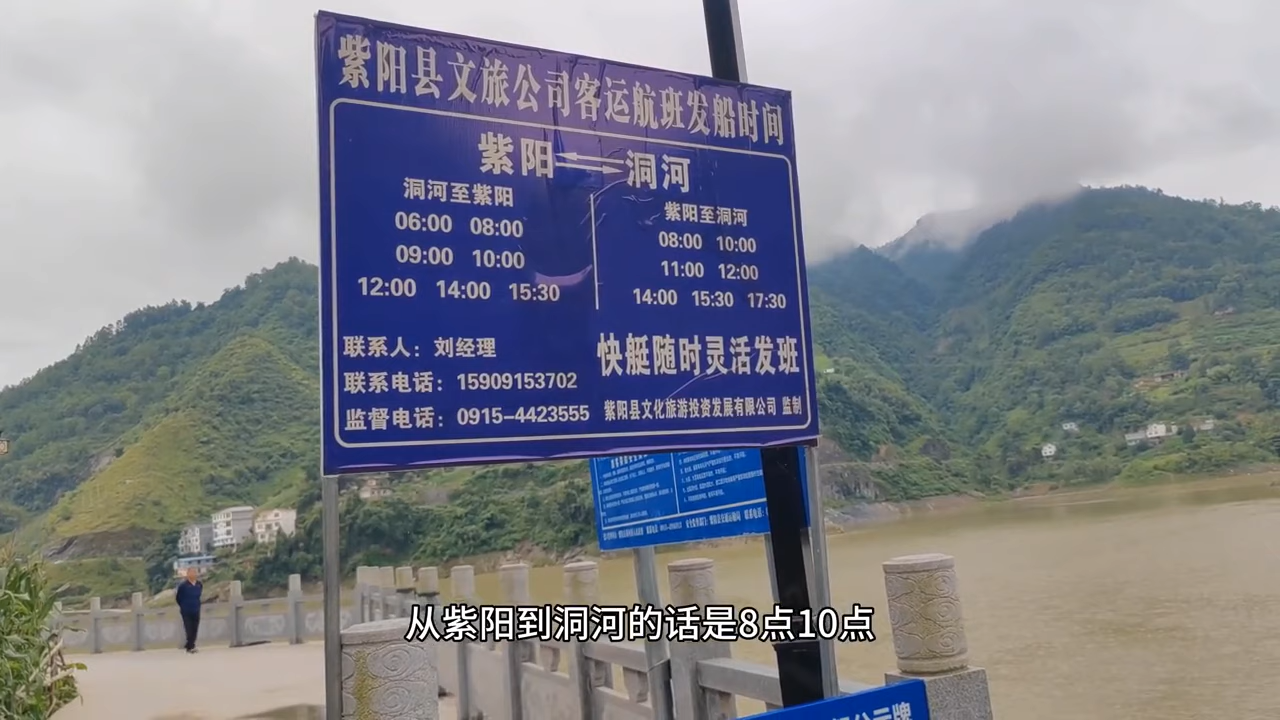 紫阳县文旅公司客运航班发船时间
紫阳 洞河
洞河至紫阳
06:00 08:00
09:00 10:00
12:00 14:00 15:30
紫阳至洞河
08:00 10:00
11:00 12:00
14:00 15:30 17:30
联系人：刘经理
联系电话：15909153702
监督电话：0915-4423555
快艇随时灵活发班
紫阳县文化旅游投资发展有限公司 监制
从紫阳到洞河的话是8点10点